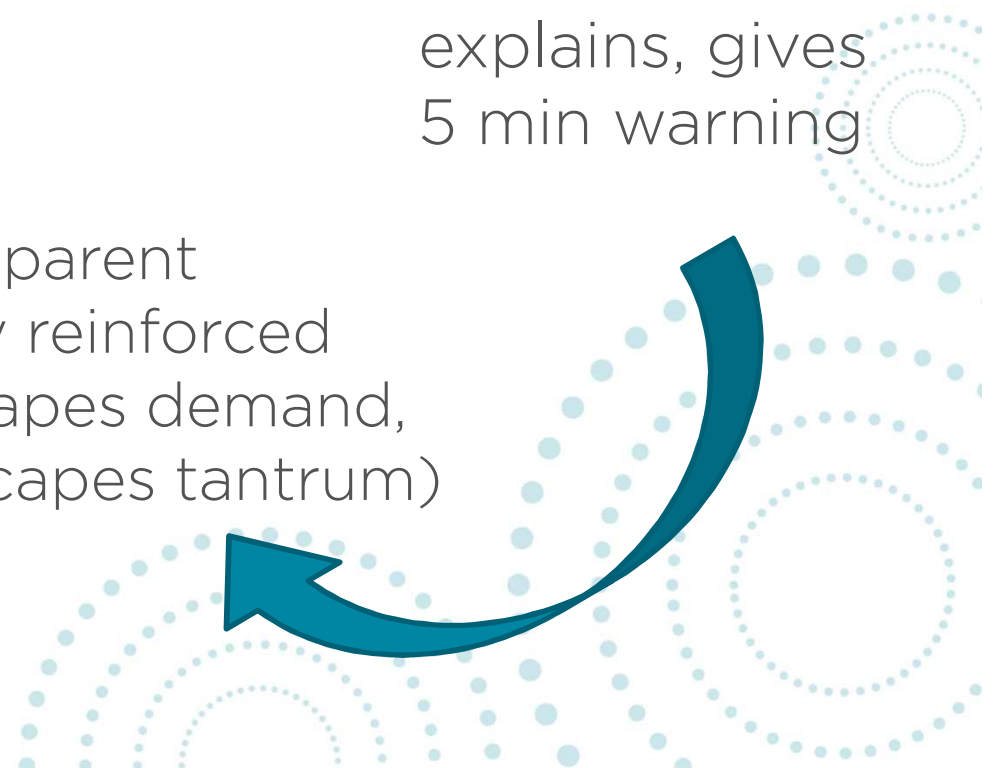 explains, gives
5 min warning
parent
reinforced
demand,
tantrum)